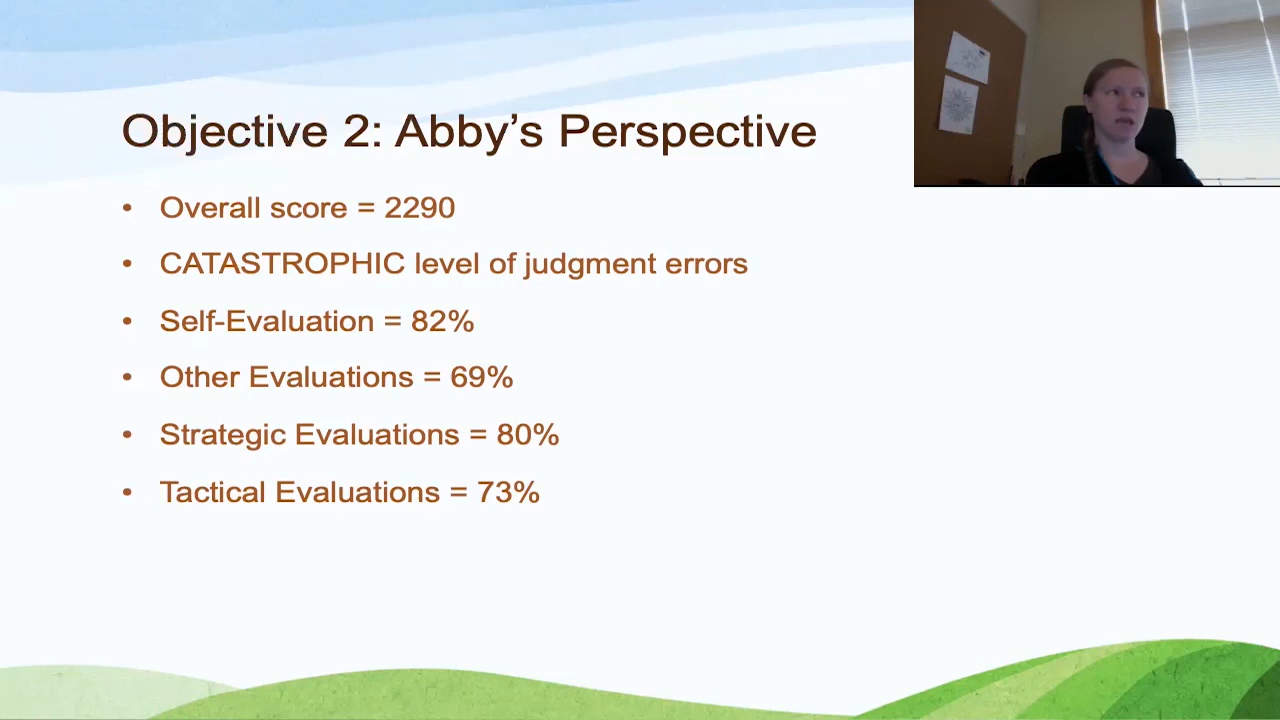 Objective 2: Abby’s Perspective
• Overall score = 2290
• CATASTROPHIC level of judgment errors
• Self-Evaluation = 82%
• Other Evaluations = 69%
• Strategic Evaluations = 80%
• Tactical Evaluations = 73%